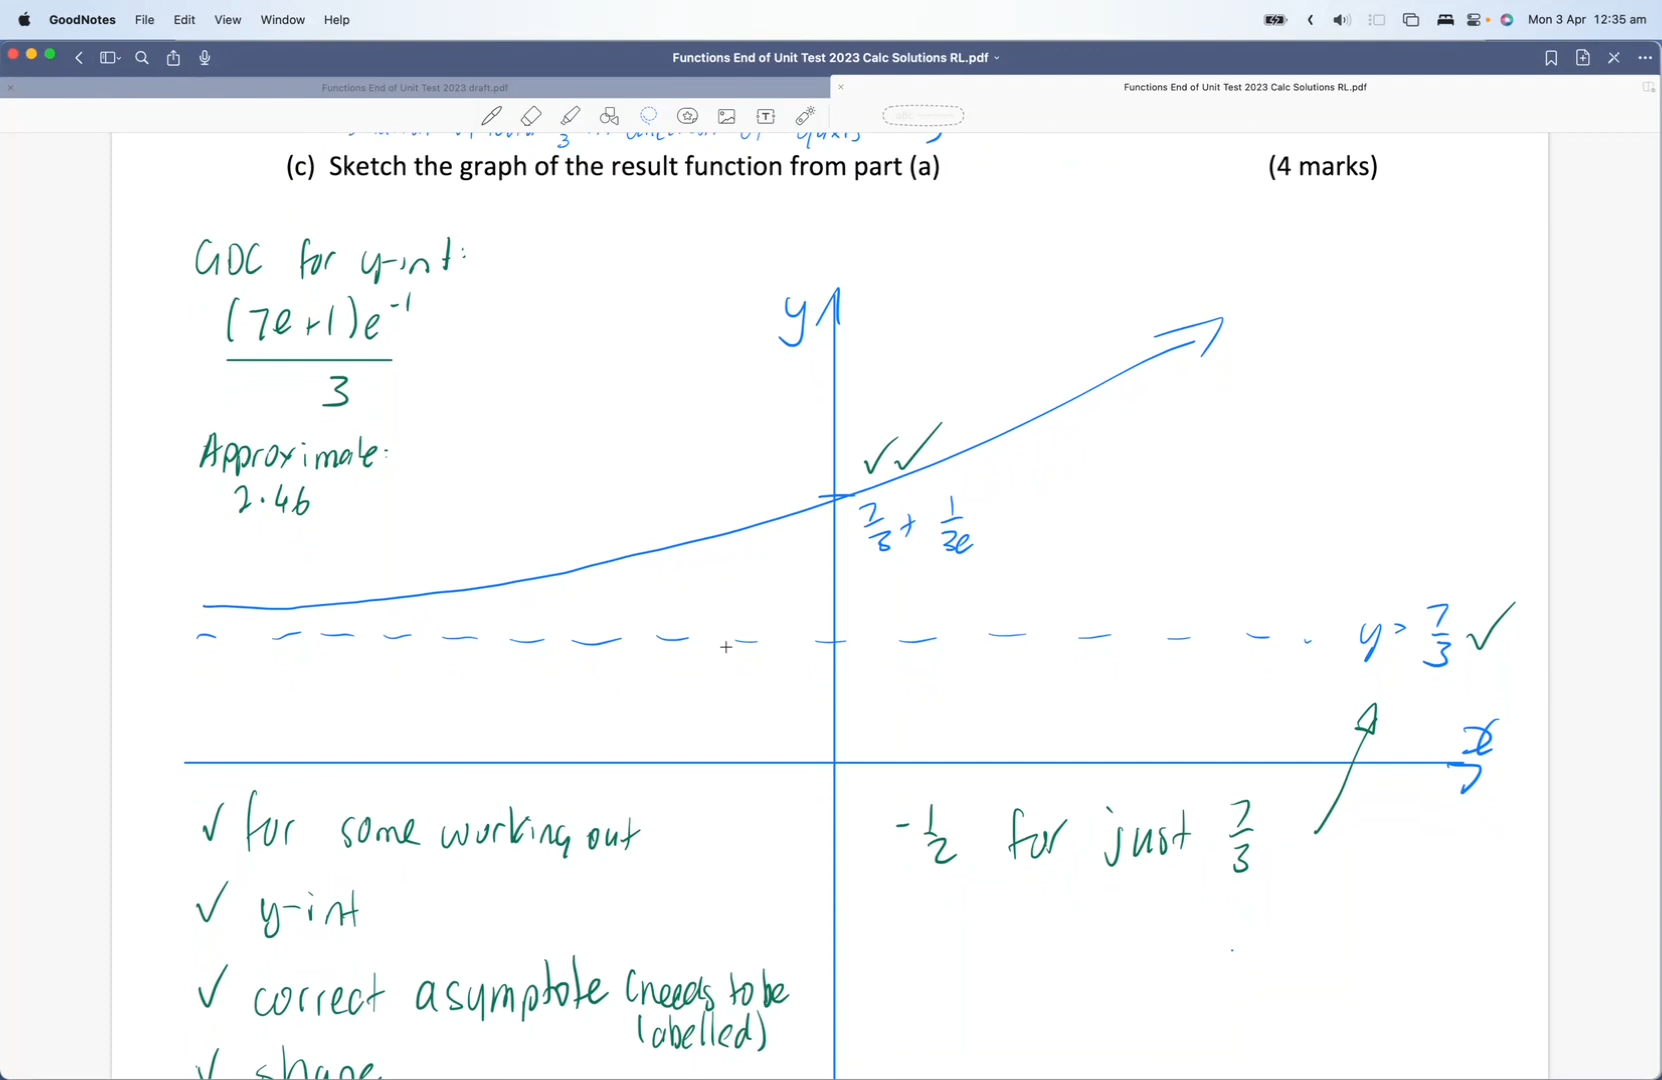 GoodNotes File Edit View Window Help Mon 3 Apr 12:35 am
Functions End of Unit Test 2023 Calc Solutions RL.pdf
Functions End of Unit Test 2023 draft.pdf
Functions End of Unit Test 2023 Calc Solutions RL.pdf
(c) Sketch the graph of the result function from part (a) (4 marks)
GDC for y-int:
(7e+1)e^-1
3
Approximate:
2.46
y
7/3 + 1/3e
y = 7/3 ✓
x
✓ for some working out
-1/2 for just 7/3
✓ y-int
✓ correct asymptote (needs to be
labelled)
✓ shape